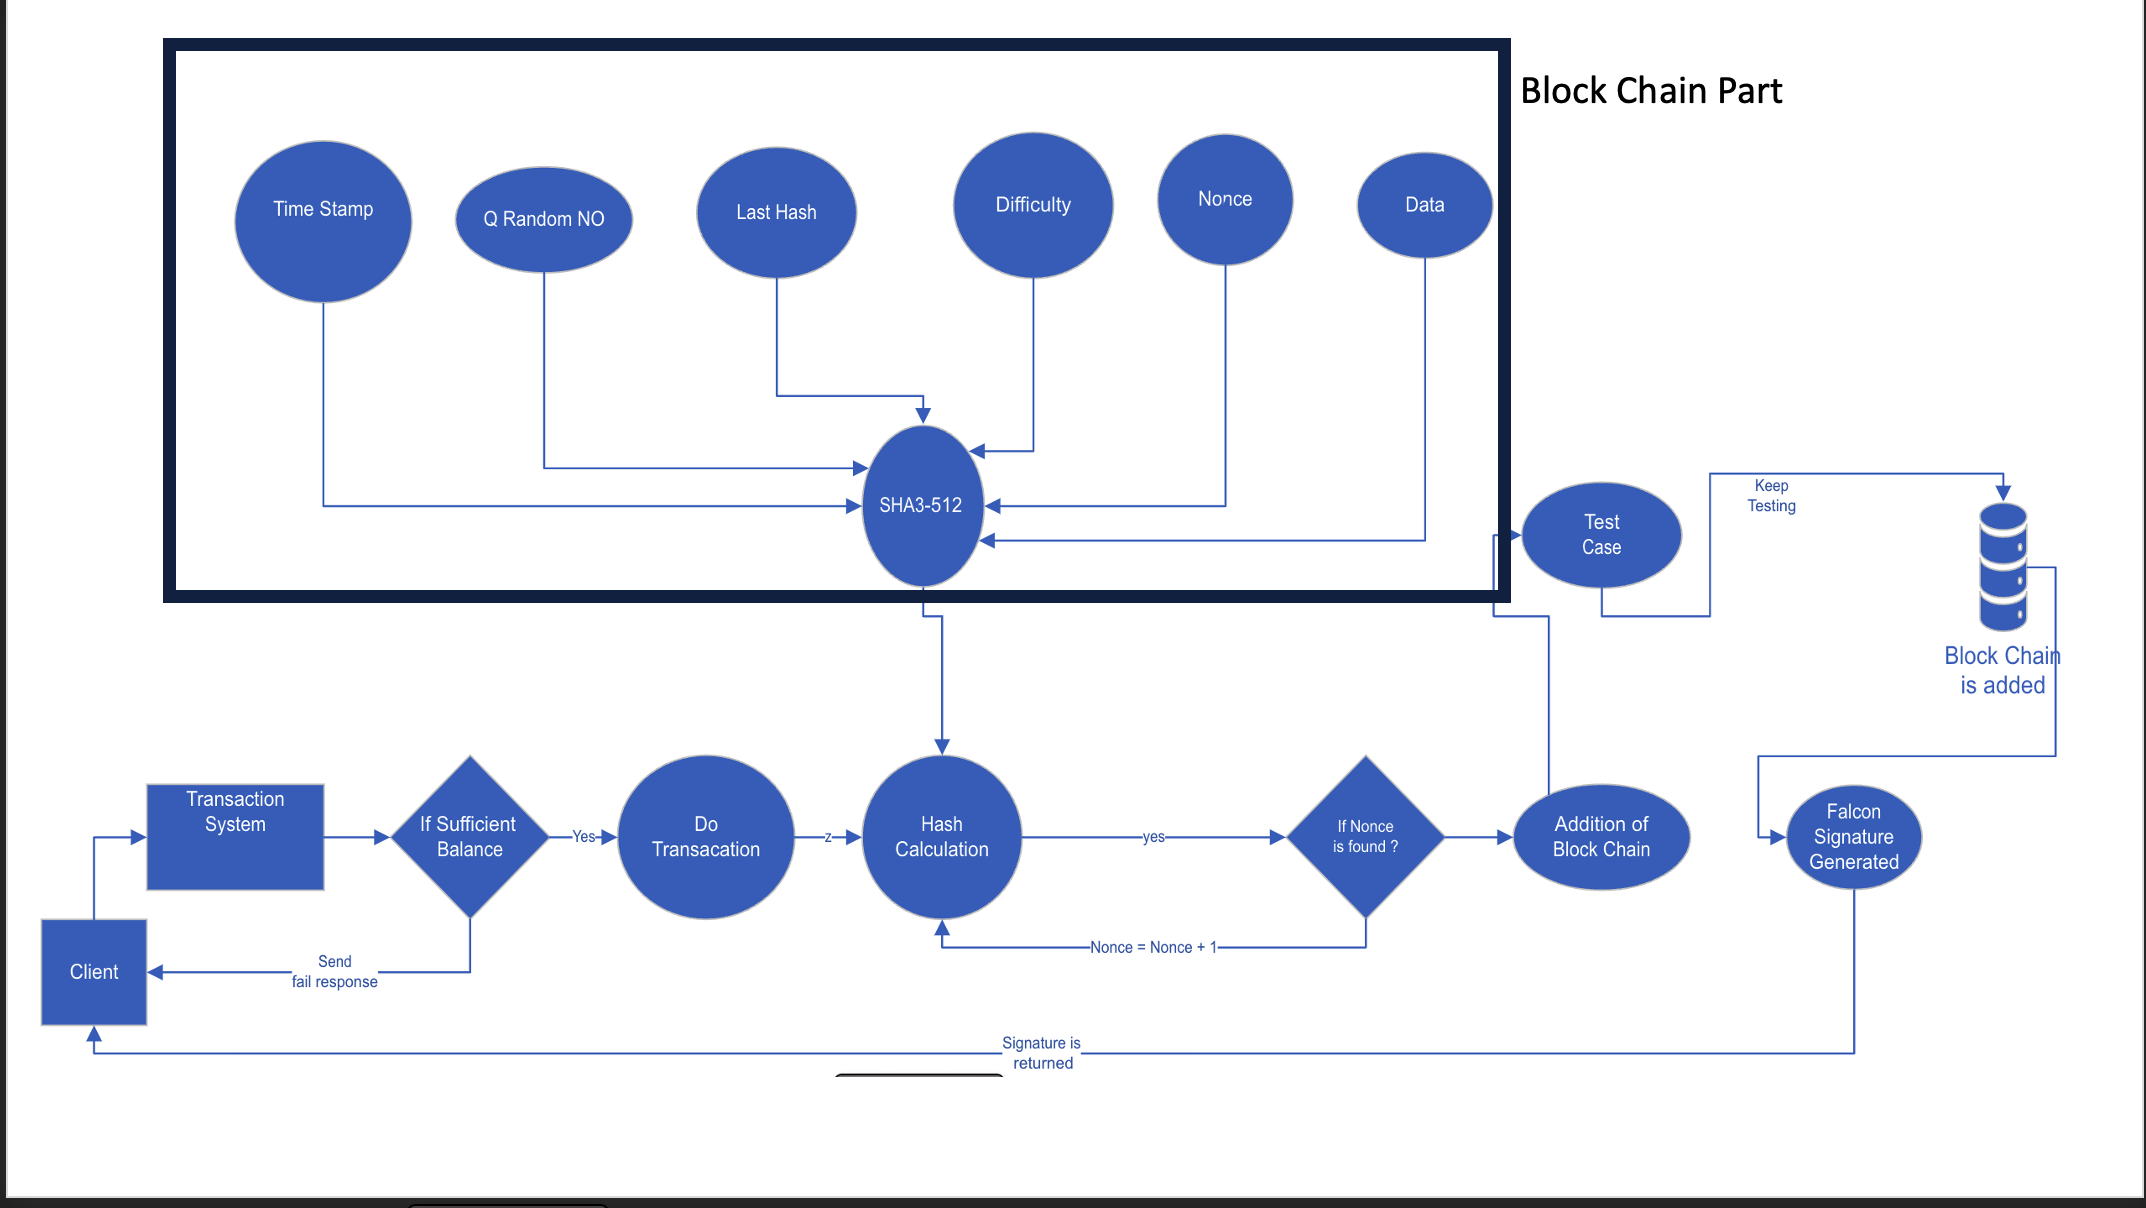 Block Chain Part
Time Stamp
Q Random NO
Last Hash
Difficulty
Nonce
Data
SHA3-512
Test
Case
Keep
Testing
Block Chain
is added
Transaction
System
If Sufficient
Balance
Yes
Do
Transacation
z
Hash
Calculation
yes
If Nonce
is found ?
Addition of
Block Chain
Falcon
Signature
Generated
Client
Send
fail response
Nonce = Nonce + 1
Signature is
returned